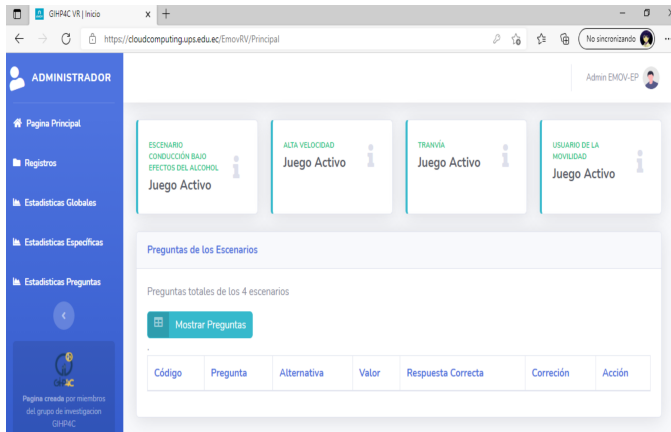 GIHP4C VR | Inicio
https://cloudcomputing.ups.edu.ec/EmovRV/Principal
No sincronizando
ADMINISTRADOR
Admin EMOV-EP
Pagina Principal
Registros
Estadisticas Globales
Estadisticas Específicas
Estadisticas Preguntas
ESCENARIO
CONDUCCIÓN BAJO
EFECTOS DEL ALCOHOL
Juego Activo
ALTA VELOCIDAD
Juego Activo
TRANVÍA
Juego Activo
USUARIO DE LA
MOVILIDAD
Juego Activo
Preguntas de los Escenarios
Preguntas totales de los 4 escenarios
Mostrar Preguntas
Código Pregunta Alternativa Valor Respuesta Correcta Correción Acción
GIHP4C
Pagina creada por miembros
del grupo de investigacion
GIHP4C